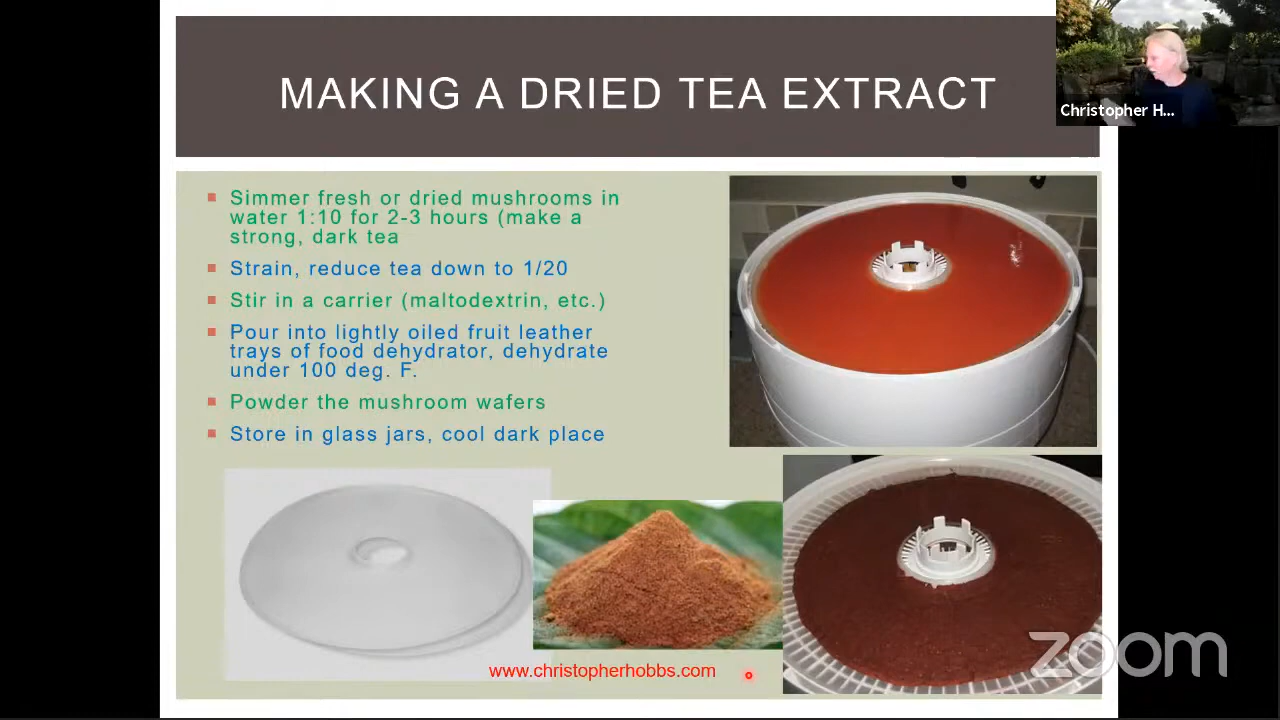 MAKING A DRIED TEA EXTRACT
Christopher H...
Simmer fresh or dried mushrooms in
water 1:10 for 2-3 hours (make a
strong, dark tea
Strain, reduce tea down to 1/20
Stir in a carrier (maltodextrin, etc.)
Pour into lightly oiled fruit leather
trays of food dehydrator, dehydrate
under 100 deg. F.
Powder the mushroom wafers
Store in glass jars, cool dark place
www.christopherhobbs.com
zoom